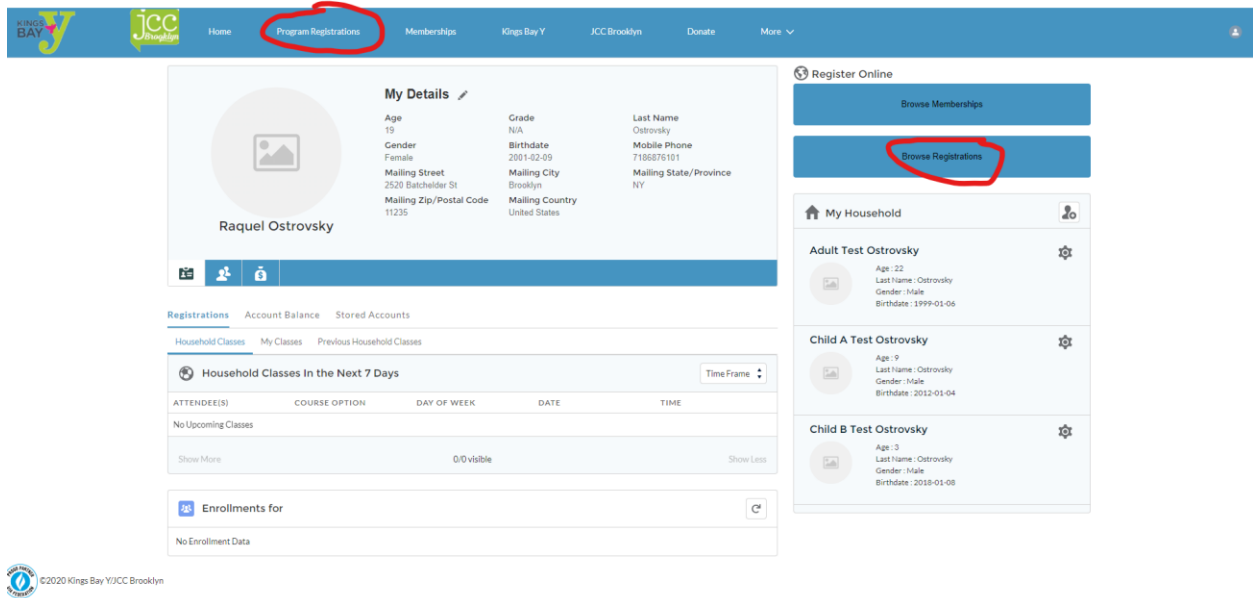 KINGS BAY Y
JCC Brooklyn
Home Program Registrations Memberships Kings Bay Y JCC Brooklyn Donate More
My Details
Age Grade Last Name
19 N/A Ostrovsky
Gender Birthdate Mobile Phone
Female 2001-02-09 7186876101
Mailing Street Mailing City Mailing State/Province
2520 Batchelder St Brooklyn NY
Mailing Zip/Postal Code Mailing Country
11235 United States
Raquel Ostrovsky
Registrations Account Balance Stored Accounts
Household Classes My Classes Previous Household Classes
Household Classes In the Next 7 Days Time Frame
ATTENDEE(S) COURSE OPTION DAY OF WEEK DATE TIME
No Upcoming Classes
Show More 0/0 visible Show Less
Enrollments for
No Enrollment Data
Register Online
Browse Memberships
Browse Registrations
My Household
Adult Test Ostrovsky
Age : 22
Last Name : Ostrovsky
Gender : Male
Birthdate : 1999-01-06
Child A Test Ostrovsky
Age : 9
Last Name : Ostrovsky
Gender : Male
Birthdate : 2012-01-04
Child B Test Ostrovsky
Age : 3
Last Name : Ostrovsky
Gender : Male
Birthdate : 2018-01-08
©2020 Kings Bay Y/JCC Brooklyn